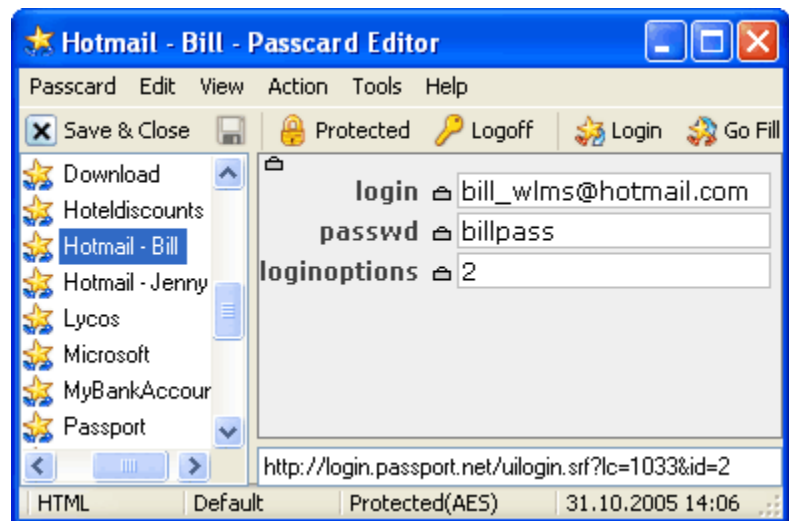 Hotmail - Bill - Passcard Editor
Passcard Edit View Action Tools Help
Save & Close Protected Logoff Login Go Fill
Download
Hoteldiscounts
Hotmail - Bill
Hotmail - Jenny
Lycos
Microsoft
MyBankAccour
Passport
login bill_wlms@hotmail.com
passwd billpass
loginoptions 2
http://login.passport.net/uilogin.srf?lc=1033&id=2
HTML Default Protected(AES) 31.10.2005 14:06